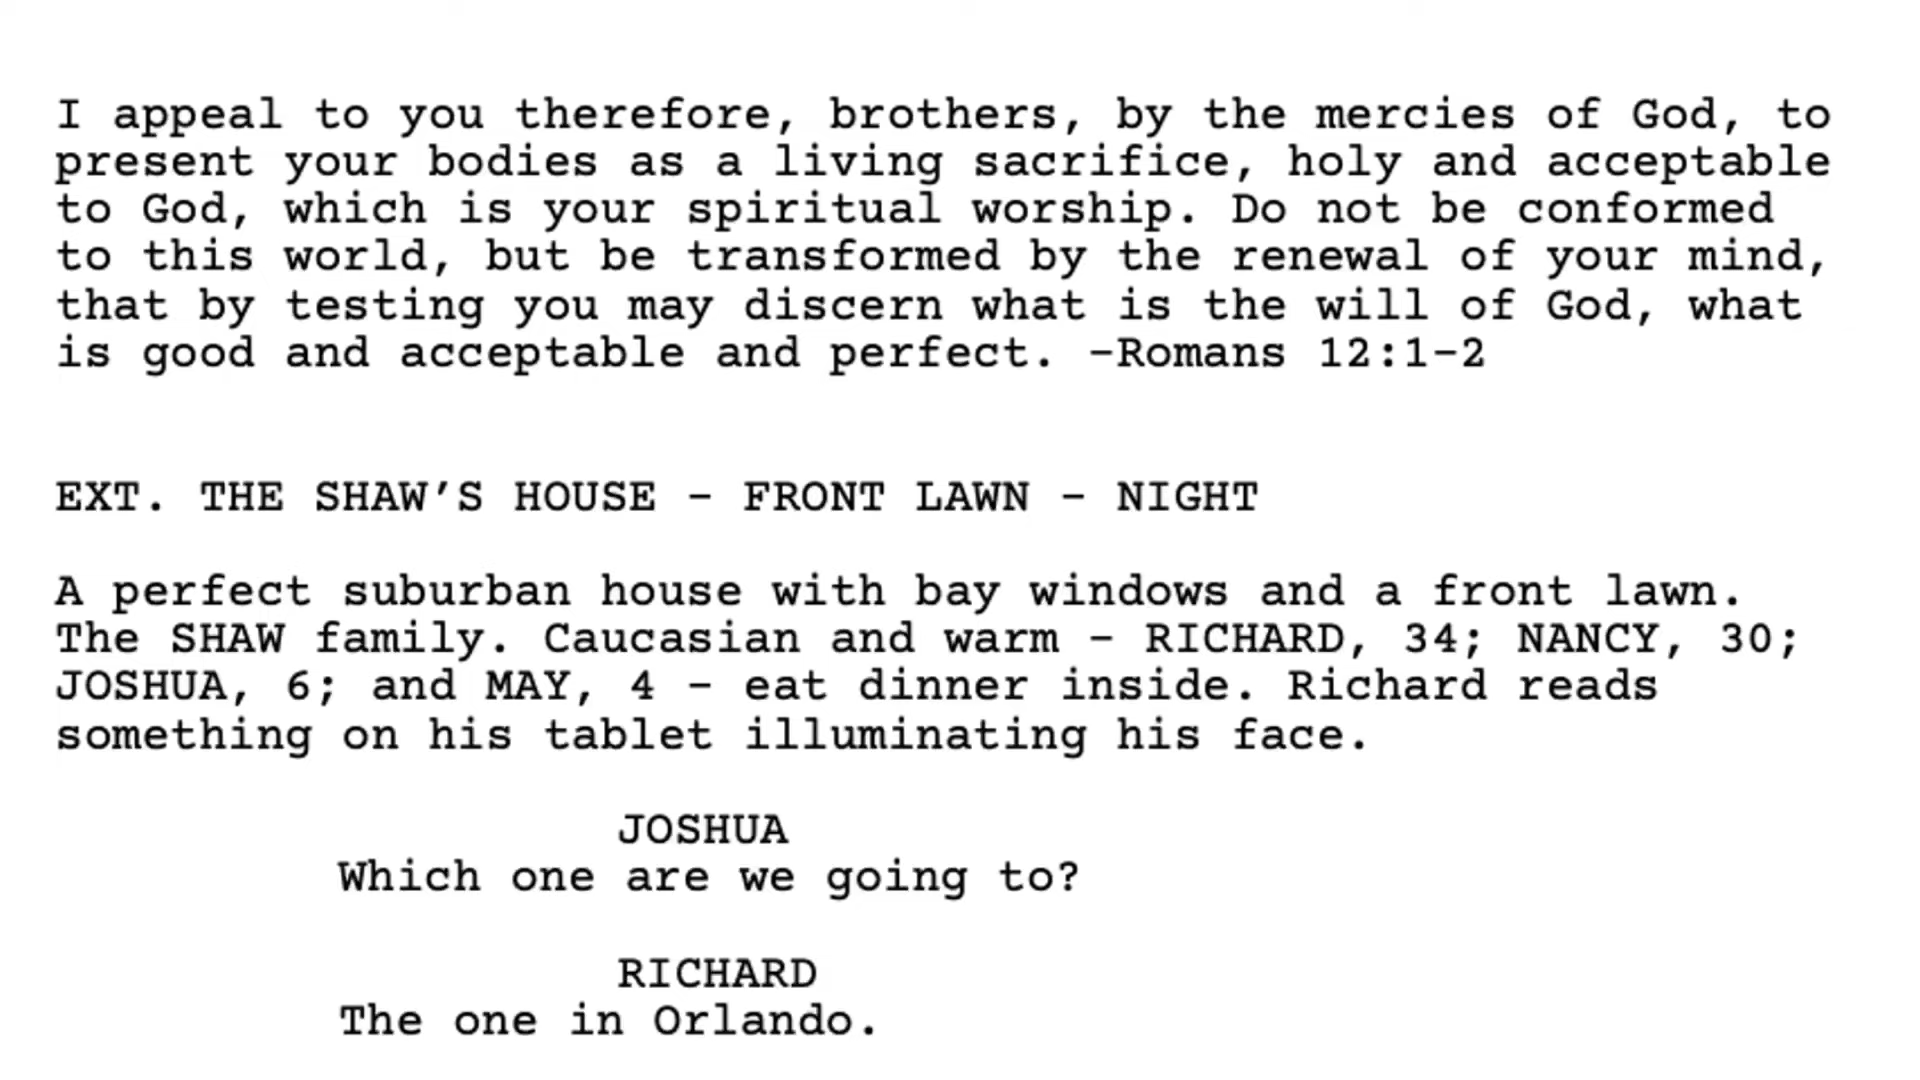 I appeal to you therefore, brothers, by the mercies of God, to
present your bodies as a living sacrifice, holy and acceptable
to God, which is your spiritual worship. Do not be conformed
to this world, but be transformed by the renewal of your mind,
that by testing you may discern what is the will of God, what
is good and acceptable and perfect. -Romans 12:1-2
EXT. THE SHAW'S HOUSE - FRONT LAWN - NIGHT
A perfect suburban house with bay windows and a front lawn.
The SHAW family. Caucasian and warm - RICHARD, 34; NANCY, 30;
JOSHUA, 6; and MAY, 4 - eat dinner inside. Richard reads
something on his tablet illuminating his face.
JOSHUA
Which one are we going to?
RICHARD
The one in Orlando.